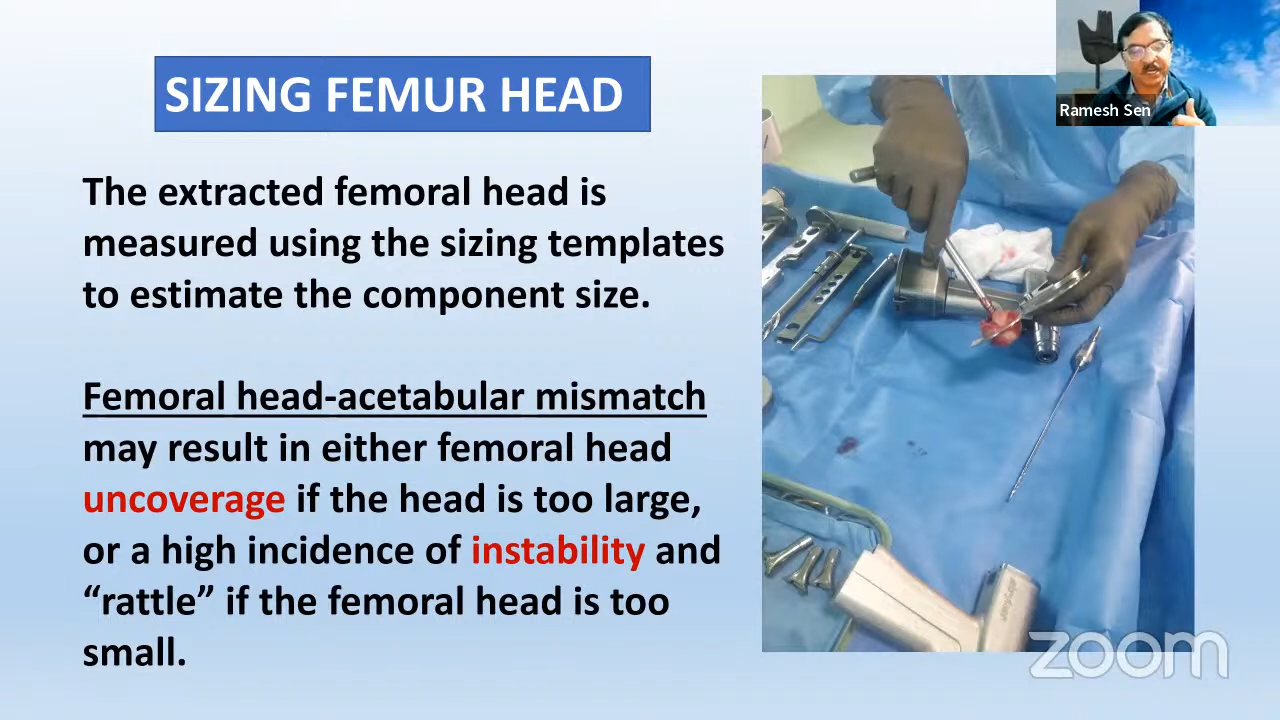 SIZING FEMUR HEAD
Ramesh Sen
The extracted femoral head is
measured using the sizing templates
to estimate the component size.
Femoral head-acetabular mismatch
may result in either femoral head
uncoverage if the head is too large,
or a high incidence of instability and
“rattle” if the femoral head is too
small.
zoom